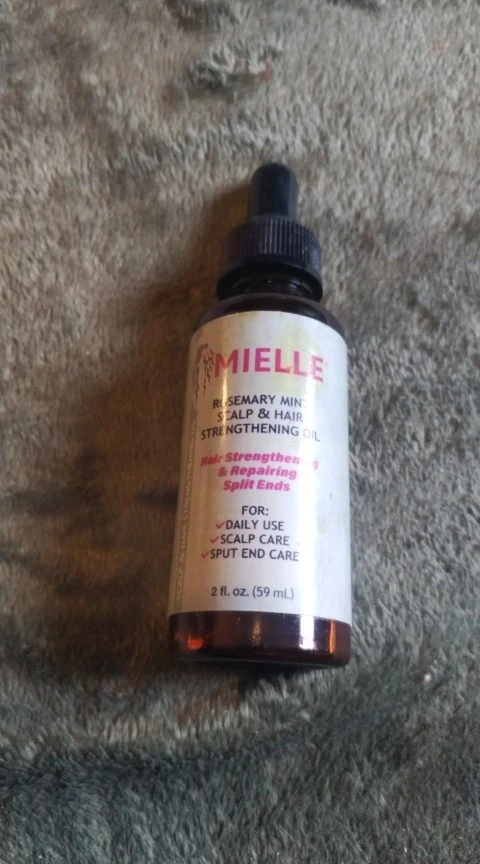 MIELLE
ROSEMARY MINT
SCALP & HAIR
STRENGTHENING OIL
Hair Strengthening
& Repairing
Split Ends
FOR:
✓DAILY USE
✓SCALP CARE
✓SPUT END CARE
2 fl. oz. (59 mL)